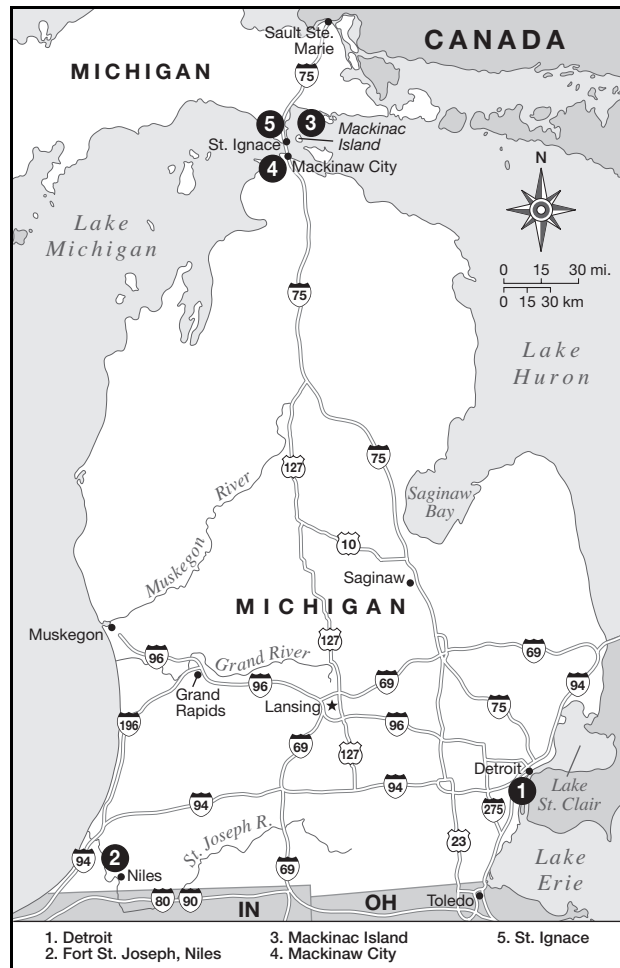 Sault Ste.
Marie
CANADA
MICHIGAN
75
5
3
St. Ignace
Mackinac
Island
4
Mackinaw City
N
Lake
Michigan
0 15 30 mi.
0 15 30 km
75
Lake
Huron
127
75
River
Muskegon
Saginaw
Bay
10
Saginaw
MICHIGAN
Muskegon
127
96
Grand River
69
69
Grand
Rapids
96
94
Lansing
196
96
75
69
127
Detroit
1
Lake
St. Clair
94
94
275
St. Joseph R.
23
94
2
Niles
69
Lake
Erie
80
90
IN
OH
Toledo
1. Detroit
2. Fort St. Joseph, Niles
3. Mackinac Island
4. Mackinaw City
5. St. Ignace